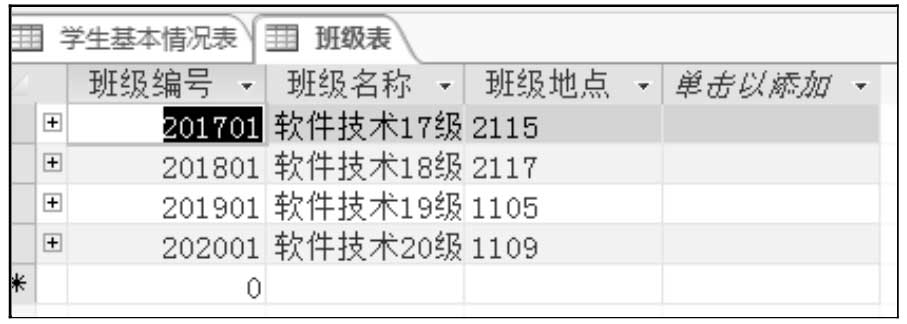 学生基本情况表 班级表
班级编号 班级名称 班级地点 单击以添加
201701 软件技术17级 2115
201801 软件技术18级 2117
201901 软件技术19级 1105
202001 软件技术20级 1109
* 0